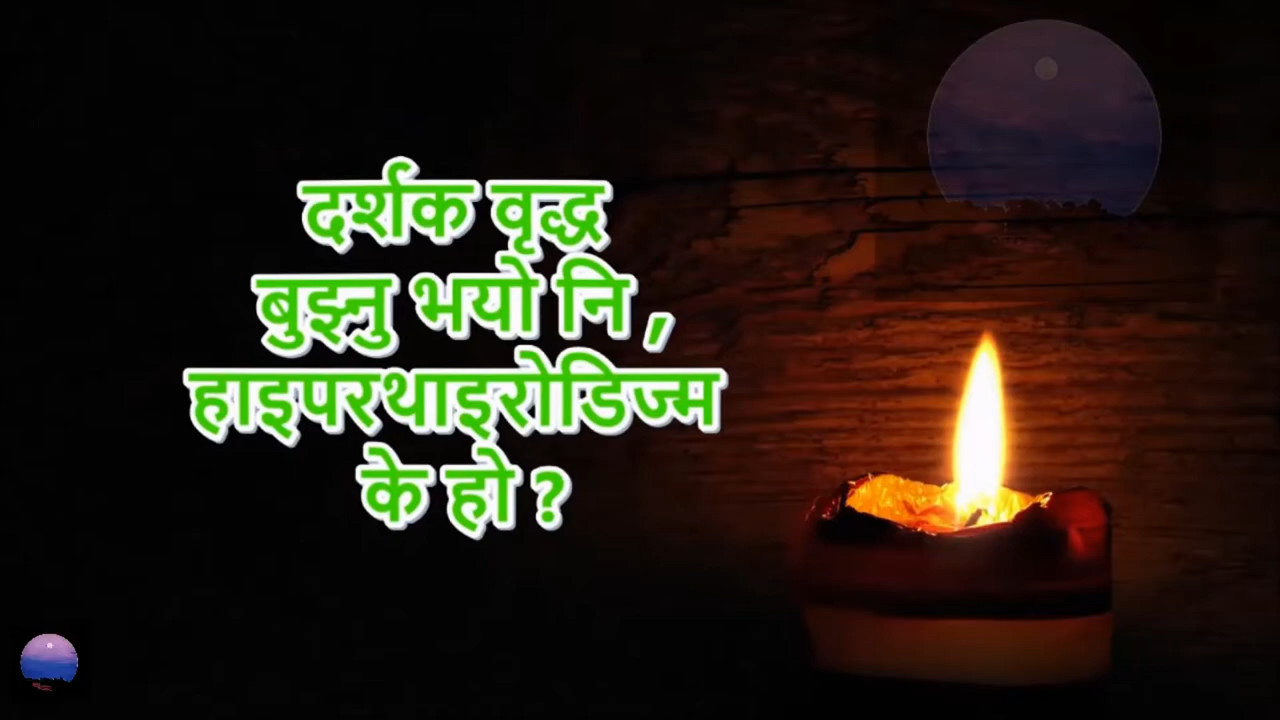 दर्शक वृद्ध
बुझ्नु भयो नि ,
हाइपरथाइरोडिज्म
के हो ?